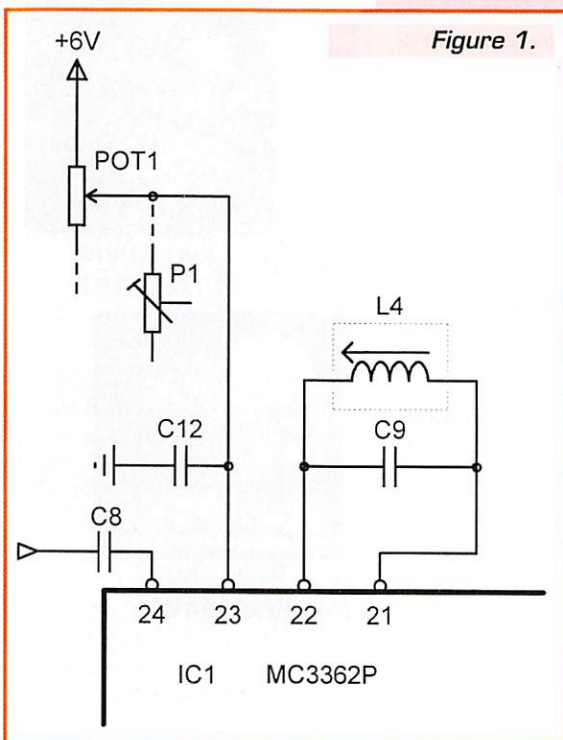 Figure 1.
+6V
POT1
P1
L4
C12
C9
C8
24 23 22 21
IC1 MC3362P